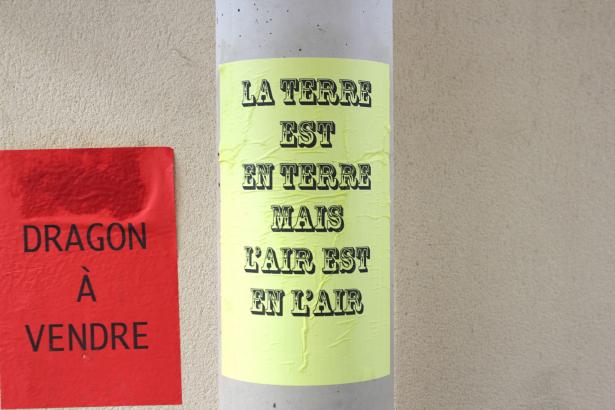 DRAGON
À
VENDRE
LA TERRE
EST
EN TERRE
MAIS
L'AIR EST
EN L'AIR